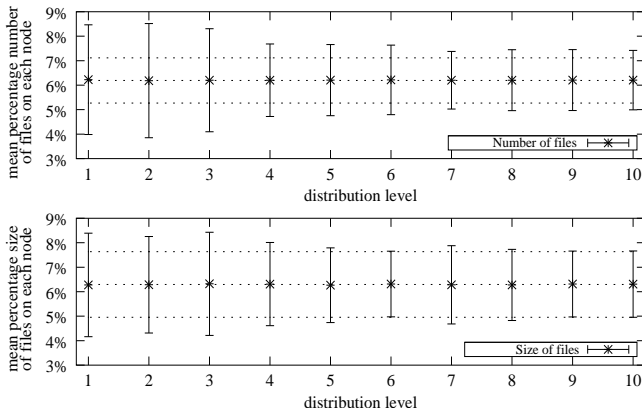 mean percentage number
of files on each node
9%
8%
7%
6%
5%
4%
3%
Number of files
1 2 3 4 5 6 7 8 9 10
distribution level
mean percentage size
of files on each node
9%
8%
7%
6%
5%
4%
3%
Size of files
1 2 3 4 5 6 7 8 9 10
distribution level